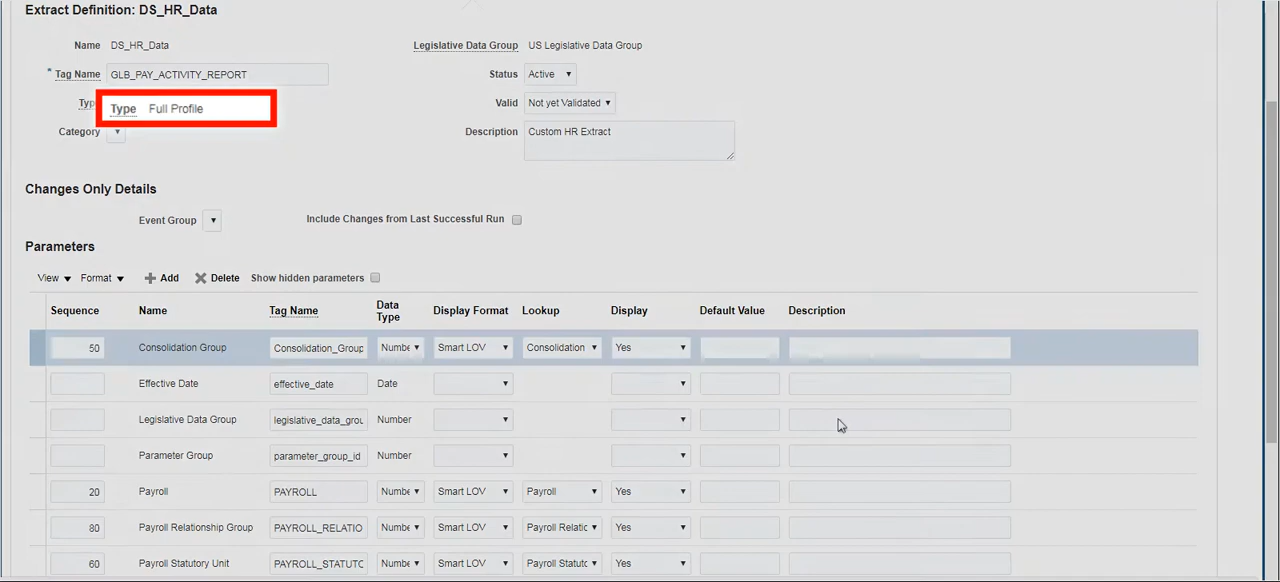 Extract Definition: DS_HR_Data
Name DS_HR_Data Legislative Data Group US Legislative Data Group
* Tag Name GLB_PAY_ACTIVITY_REPORT Status Active
Type Full Profile Valid Not yet Validated
Category Description Custom HR Extract
Changes Only Details
Event Group Include Changes from Last Successful Run
Parameters
View Format Add Delete Show hidden parameters
Sequence Name Tag Name Data Type Display Format Lookup Display Default Value Description
50 Consolidation Group Consolidation_Group Numbe Smart LOV Consolidation Yes
Effective Date effective_date Date
Legislative Data Group legislative_data_grou Number
Parameter Group parameter_group_id Number
20 Payroll PAYROLL Numbe Smart LOV Payroll Yes
80 Payroll Relationship Group PAYROLL_RELATIO Numbe Smart LOV Payroll Relatic Yes
60 Payroll Statutory Unit PAYROLL_STATUTC Numbe Smart LOV Payroll Statutc Yes